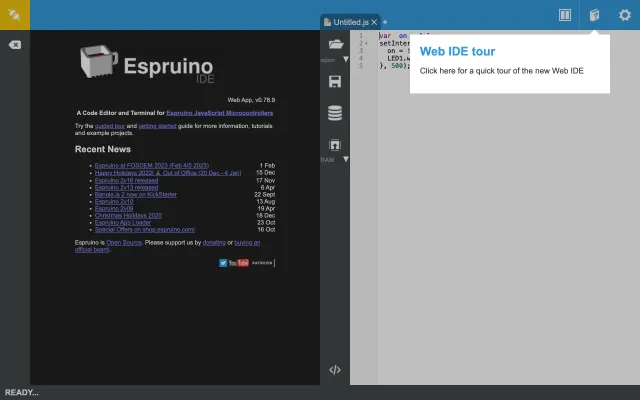 Untitled.js
Web IDE tour
Click here for a quick tour of the new Web IDE
Espruino
IDE
Web App, v0.78.9
A Code Editor and Terminal for Espruino JavaScript Microcontrollers
Try the guided tour and getting started guide for more information, tutorials
and example projects.
Recent News
Espruino at FOSDEM 2023 (Feb 4/5 2023) 1 Feb
Happy Holidays 2022! 🎄 Out of Office (20 Dec - 4 Jan) 15 Dec
Espruino 2v16 released 17 Nov
Espruino 2v13 released 6 Apr
Bangle.js 2 now on KickStarter 22 Sept
Espruino 2v10 13 Aug
Espruino 2v09 19 Apr
Christmas Holidays 2020 18 Dec
Espruino App Loader 23 Oct
Special Offers on shop.espruino.com! 16 Oct
Espruino is Open Source. Please support us by donating or buying an
official board.
YouTube PATREON
open
RAM
1 var on
2 setInter
3 on =
4 LED1.w
5 }, 500);
READY...